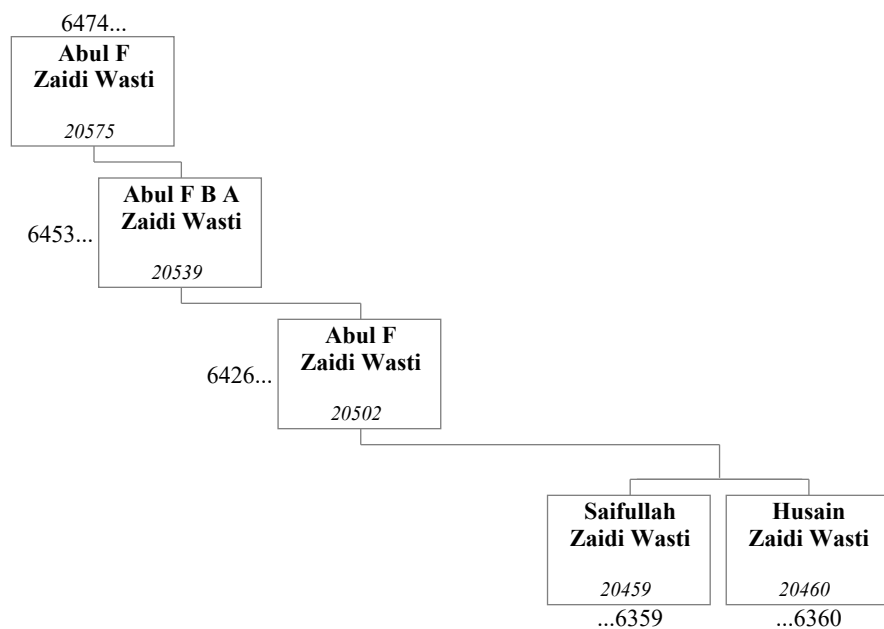 6474...
Abul F
Zaidi Wasti
20575
Abul F B A
Zaidi Wasti
6453...
20539
Abul F
Zaidi Wasti
6426...
20502
Saifullah
Zaidi Wasti
20459
...6359
Husain
Zaidi Wasti
20460
...6360